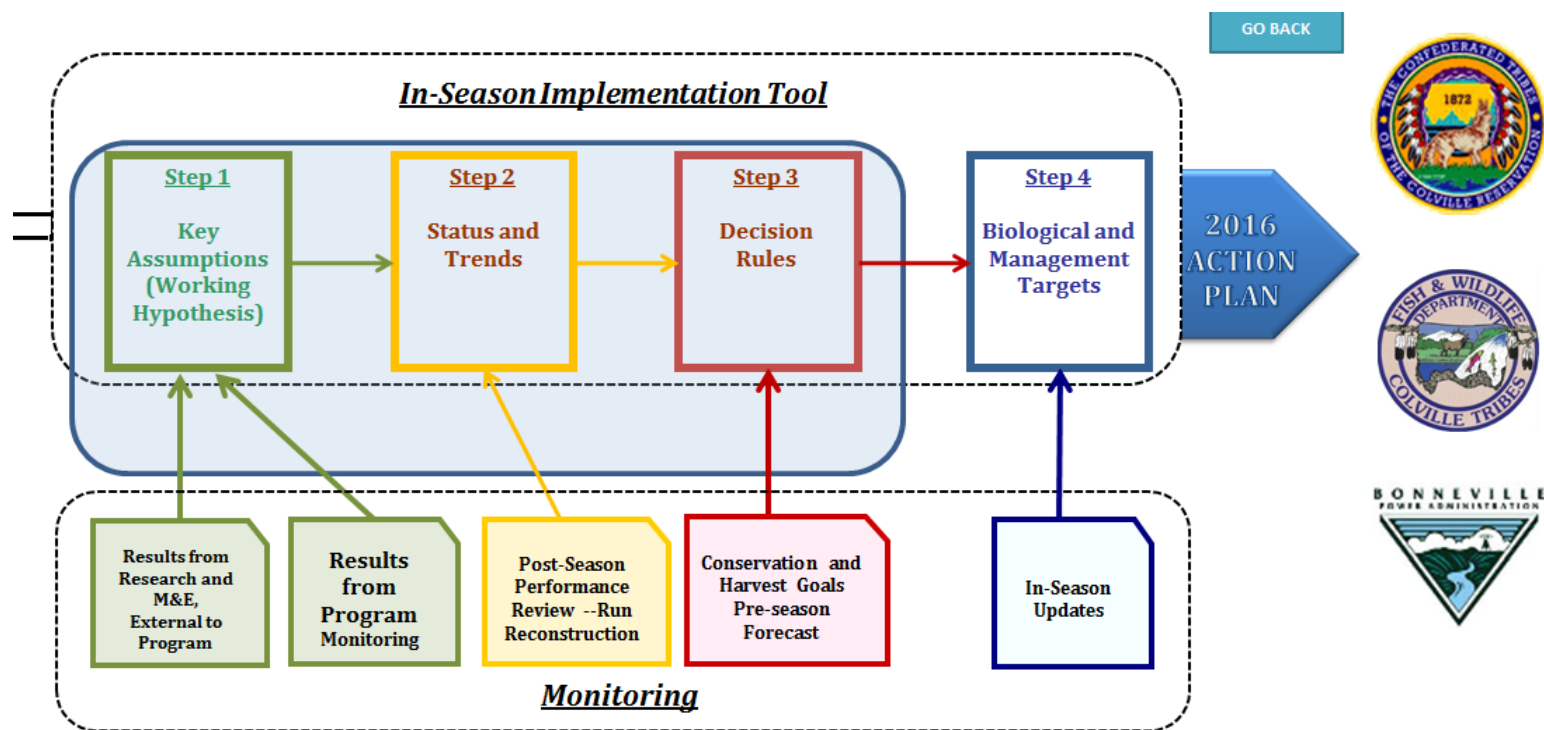 GO BACK
In-Season Implementation Tool
Step 1
Key
Assumptions
(Working
Hypothesis)
Step 2
Status and
Trends
Step 3
Decision
Rules
Step 4
Biological and
Management
Targets
2016
ACTION
PLAN
Results from
Research and
M&E,
External to
Program
Results
from
Program
Monitoring
Post-Season
Performance
Review --Run
Reconstruction
Conservation and
Harvest Goals
Pre-season
Forecast
In-Season
Updates
Monitoring
THE CONFEDERATED TRIBES
OF THE COLVILLE RESERVATION
1872
FISH & WILDLIFE
DEPARTMENT
COLVILLE TRIBES
BONNEVILLE
POWER ADMINISTRATION